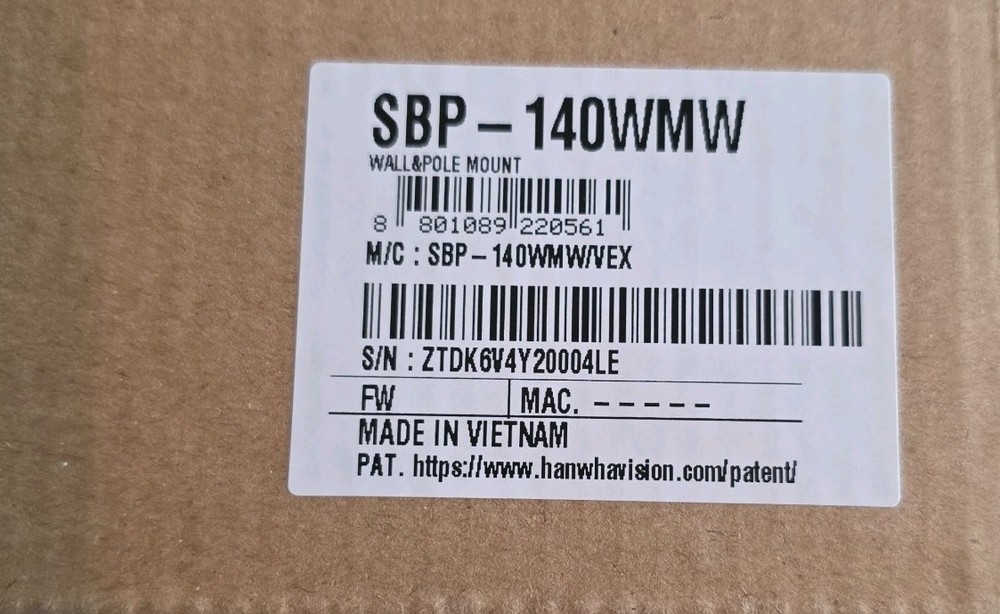 SBP-140WMW
WALL&POLE MOUNT
8 801089 220561
M/C : SBP-140WMW/VEX
S/N : ZTDK6V4Y20004LE
FW MAC. -----
MADE IN VIETNAM
PAT. https://www.hanwhavision.com/patent/